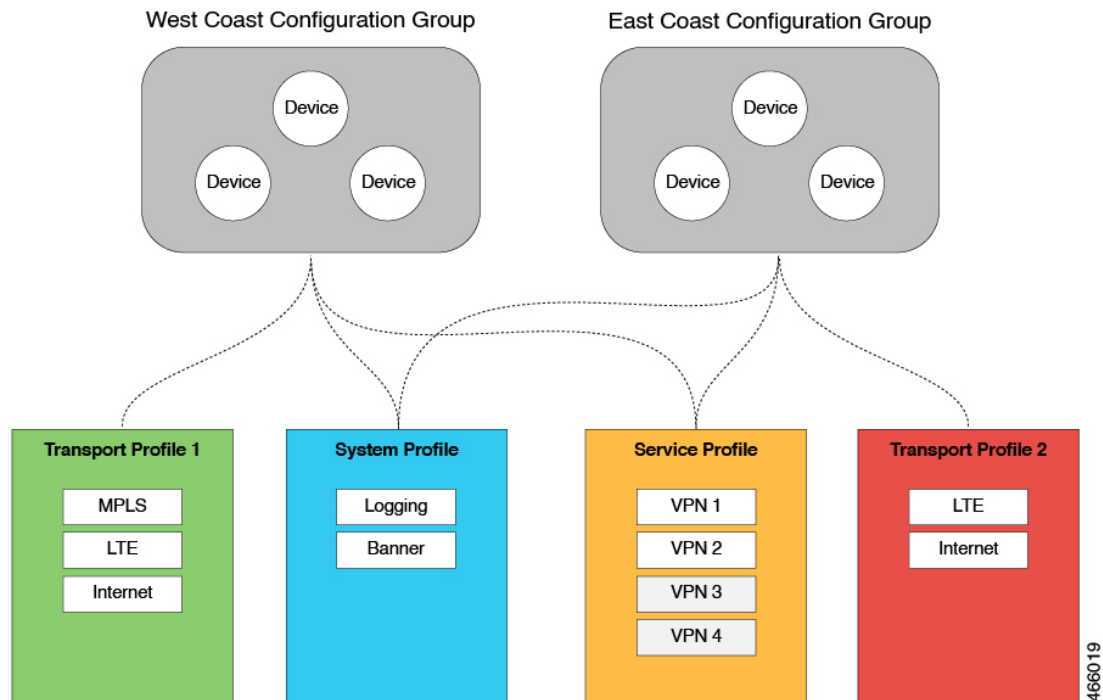 West Coast Configuration Group
East Coast Configuration Group
Device
Device
Device
Device
Device
Device
Transport Profile 1
MPLS
LTE
Internet
System Profile
Logging
Banner
Service Profile
VPN 1
VPN 2
VPN 3
VPN 4
Transport Profile 2
LTE
Internet
466019